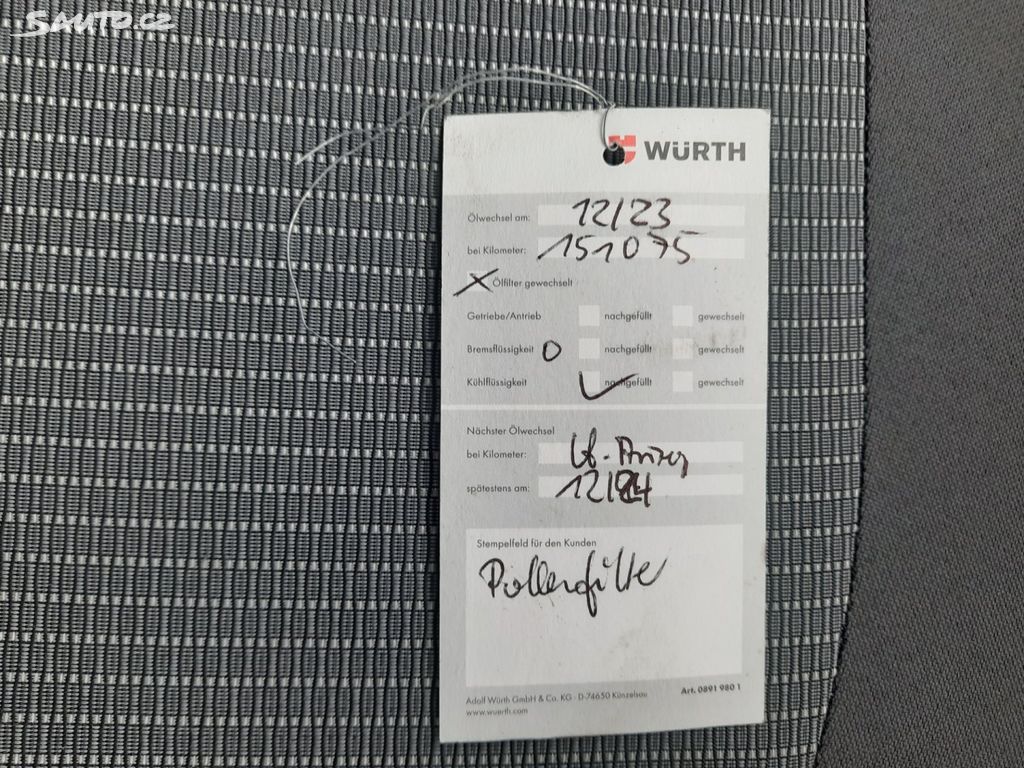 SAUTO.CZ
WÜRTH
Ölwechsel am: 12/23
bei Kilometer: 151075
X Ölfilter gewechselt
Getriebe/Antrieb nachgefüllt gewechselt
Bremsflüssigkeit O nachgefüllt gewechselt
Kühlflüssigkeit ✓ nachgefüllt gewechselt
Nächster Ölwechsel
bei Kilometer:
spätestens am: 12/24
Stempelfeld für den Kunden
Pollenfilter
Adolf Würth GmbH & Co. KG · D-74650 Künzelsau Art. 0891 980 1
www.wuerth.com